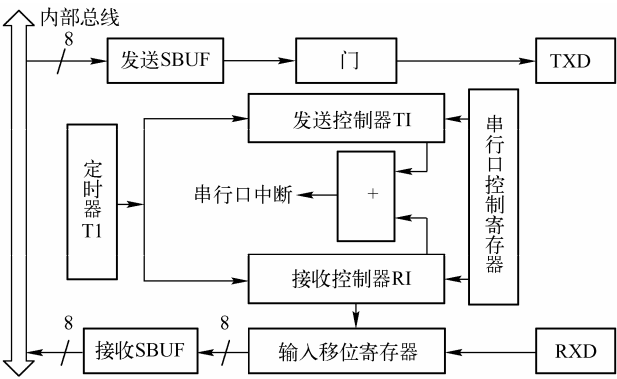 内部总线
8
发送SBUF
门
TXD
发送控制器TI
定时器T1
串行口中断
+
串行口控制寄存器
接收控制器RI
8
接收SBUF
8
输入移位寄存器
RXD